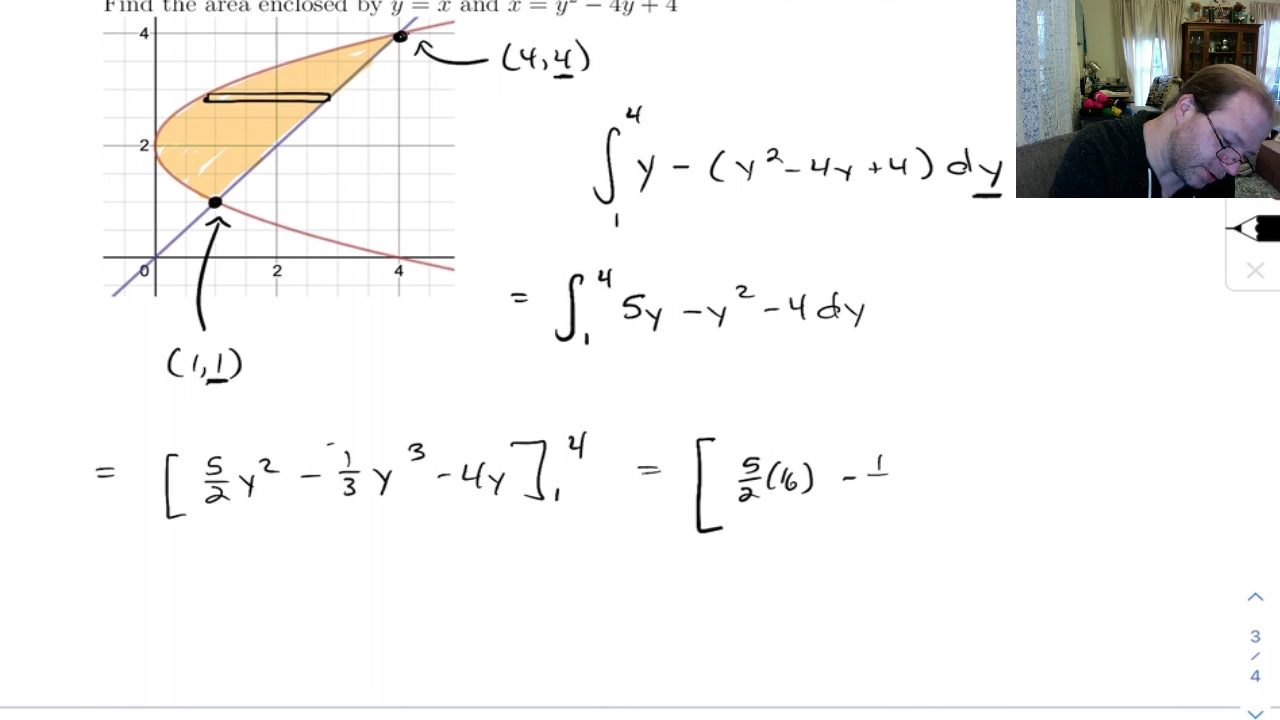 Find the area enclosed by y = x and x = y² − 4y + 4
4
2
0
2
4
(4,4)
(1,1)
∫₁⁴ y - (y² - 4y + 4) dy
= ∫₁⁴ 5y - y² - 4 dy
= [ 5/2 y² - 1/3 y³ - 4y ]₁⁴ = [ 5/2 (16) - 1
3
/
4